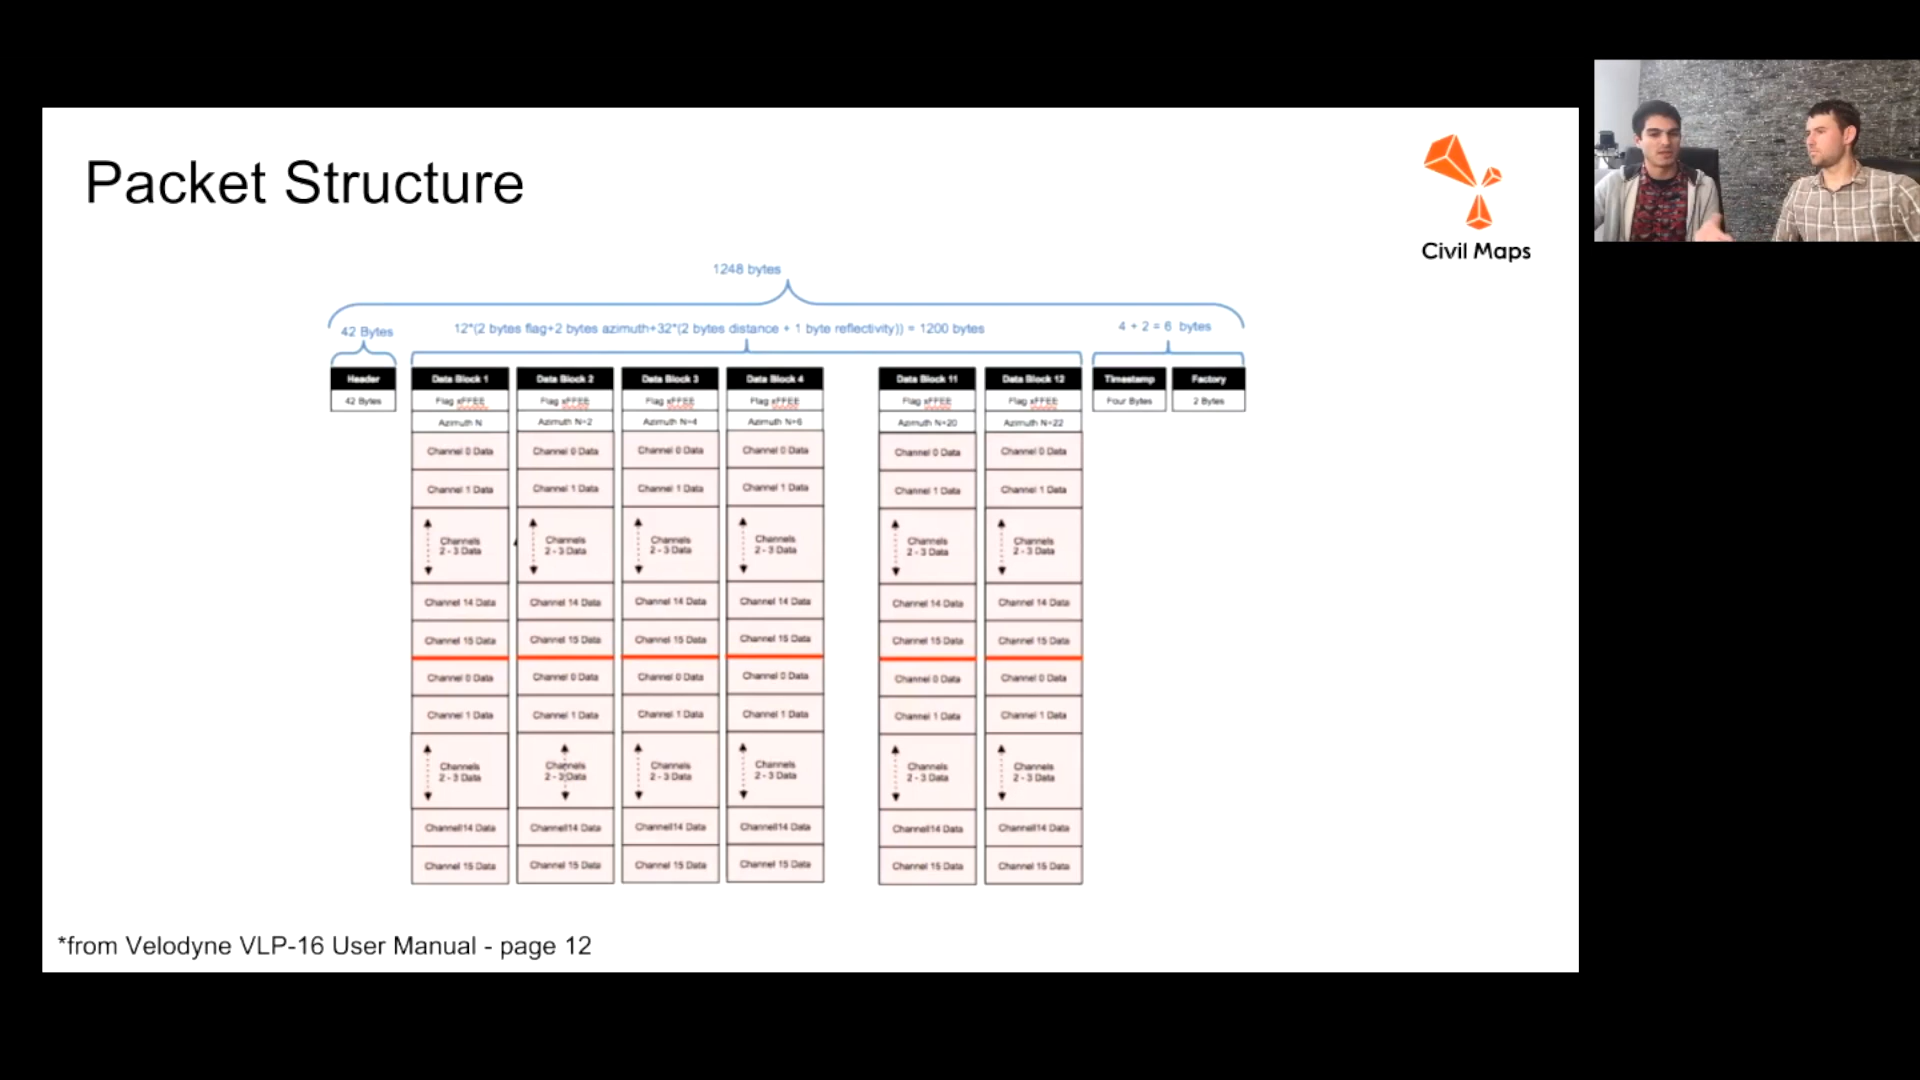 Packet Structure
Civil Maps
1248 bytes
42 Bytes
12*(2 bytes flag+2 bytes azimuth+32*(2 bytes distance + 1 byte reflectivity)) = 1200 bytes
4 + 2 = 6 bytes
Header
42 Bytes
Data Block 1
Flag xFFEE
Azimuth N
Channel 0 Data
Channel 1 Data
Channels
2 - 3 Data
Channel 14 Data
Channel 15 Data
Channel 0 Data
Channel 1 Data
Channels
2 - 3 Data
Channel14 Data
Channel 15 Data
Data Block 2
Flag xFFEE
Azimuth N+2
Channel 0 Data
Channel 1 Data
Channels
2 - 3 Data
Channel 14 Data
Channel 15 Data
Channel 0 Data
Channel 1 Data
Channels
2 - 3 Data
Channel14 Data
Channel 15 Data
Data Block 3
Flag xFFEE
Azimuth N+4
Channel 0 Data
Channel 1 Data
Channels
2 - 3 Data
Channel 14 Data
Channel 15 Data
Channel 0 Data
Channel 1 Data
Channels
2 - 3 Data
Channel14 Data
Channel 15 Data
Data Block 4
Flag xFFEE
Azimuth N+6
Channel 0 Data
Channel 1 Data
Channels
2 - 3 Data
Channel 14 Data
Channel 15 Data
Channel 0 Data
Channel 1 Data
Channels
2 - 3 Data
Channel14 Data
Channel 15 Data
Data Block 11
Flag xFFEE
Azimuth N+20
Channel 0 Data
Channel 1 Data
Channels
2 - 3 Data
Channel 14 Data
Channel 15 Data
Channel 0 Data
Channel 1 Data
Channels
2 - 3 Data
Channel14 Data
Channel 15 Data
Data Block 12
Flag xFFEE
Azimuth N+22
Channel 0 Data
Channel 1 Data
Channels
2 - 3 Data
Channel 14 Data
Channel 15 Data
Channel 0 Data
Channel 1 Data
Channels
2 - 3 Data
Channel14 Data
Channel 15 Data
Timestamp
Four Bytes
Factory
2 Bytes
*from Velodyne VLP-16 User Manual - page 12